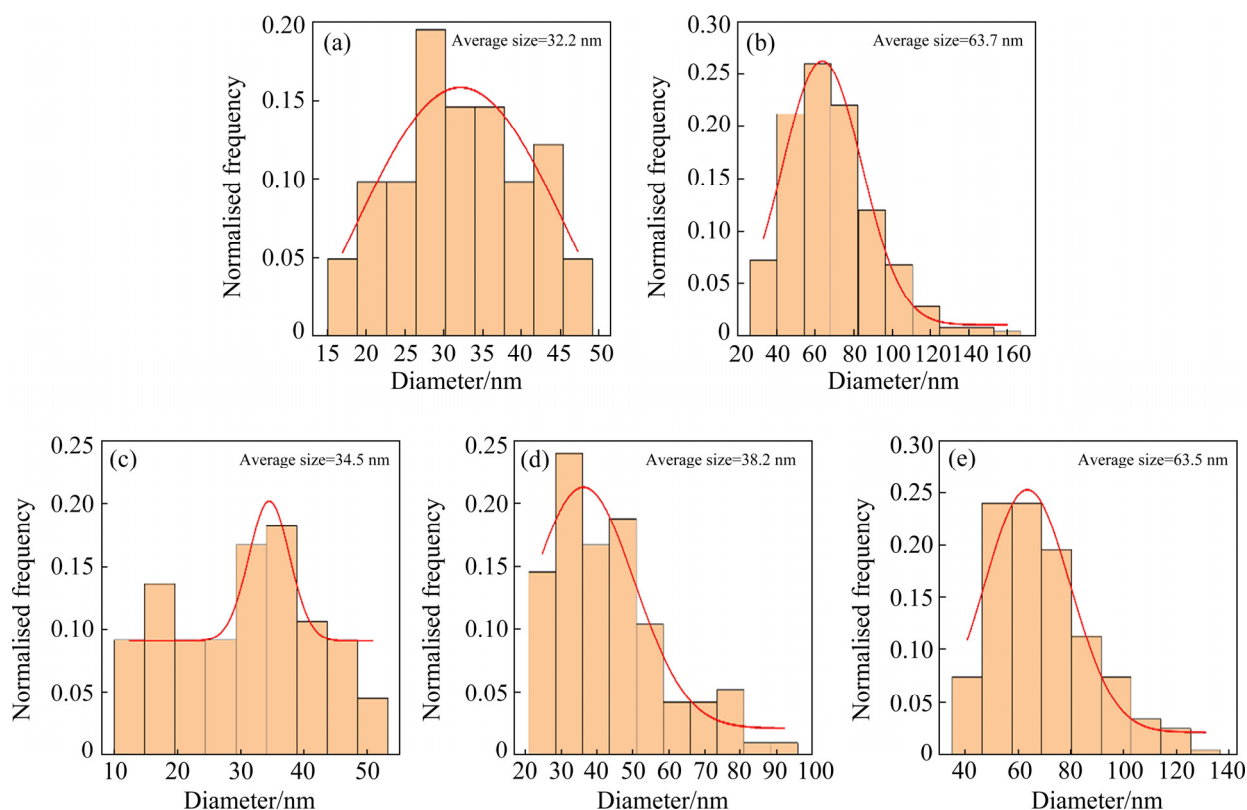 (a)
Average size=32.2 nm
Normalised frequency
0.20
0.15
0.10
0.05
0
15 20 25 30 35 40 45 50
Diameter/nm
(b)
Average size=63.7 nm
Normalised frequency
0.30
0.25
0.20
0.15
0.10
0.05
0
20 40 60 80 100 120 140 160
Diameter/nm
(c)
Average size=34.5 nm
Normalised frequency
0.25
0.20
0.15
0.10
0.05
0
10 20 30 40 50
Diameter/nm
(d)
Average size=38.2 nm
Normalised frequency
0.25
0.20
0.15
0.10
0.05
0
20 30 40 50 60 70 80 90 100
Diameter/nm
(e)
Average size=63.5 nm
Normalised frequency
0.30
0.25
0.20
0.15
0.10
0.05
0
40 60 80 100 120 140
Diameter/nm